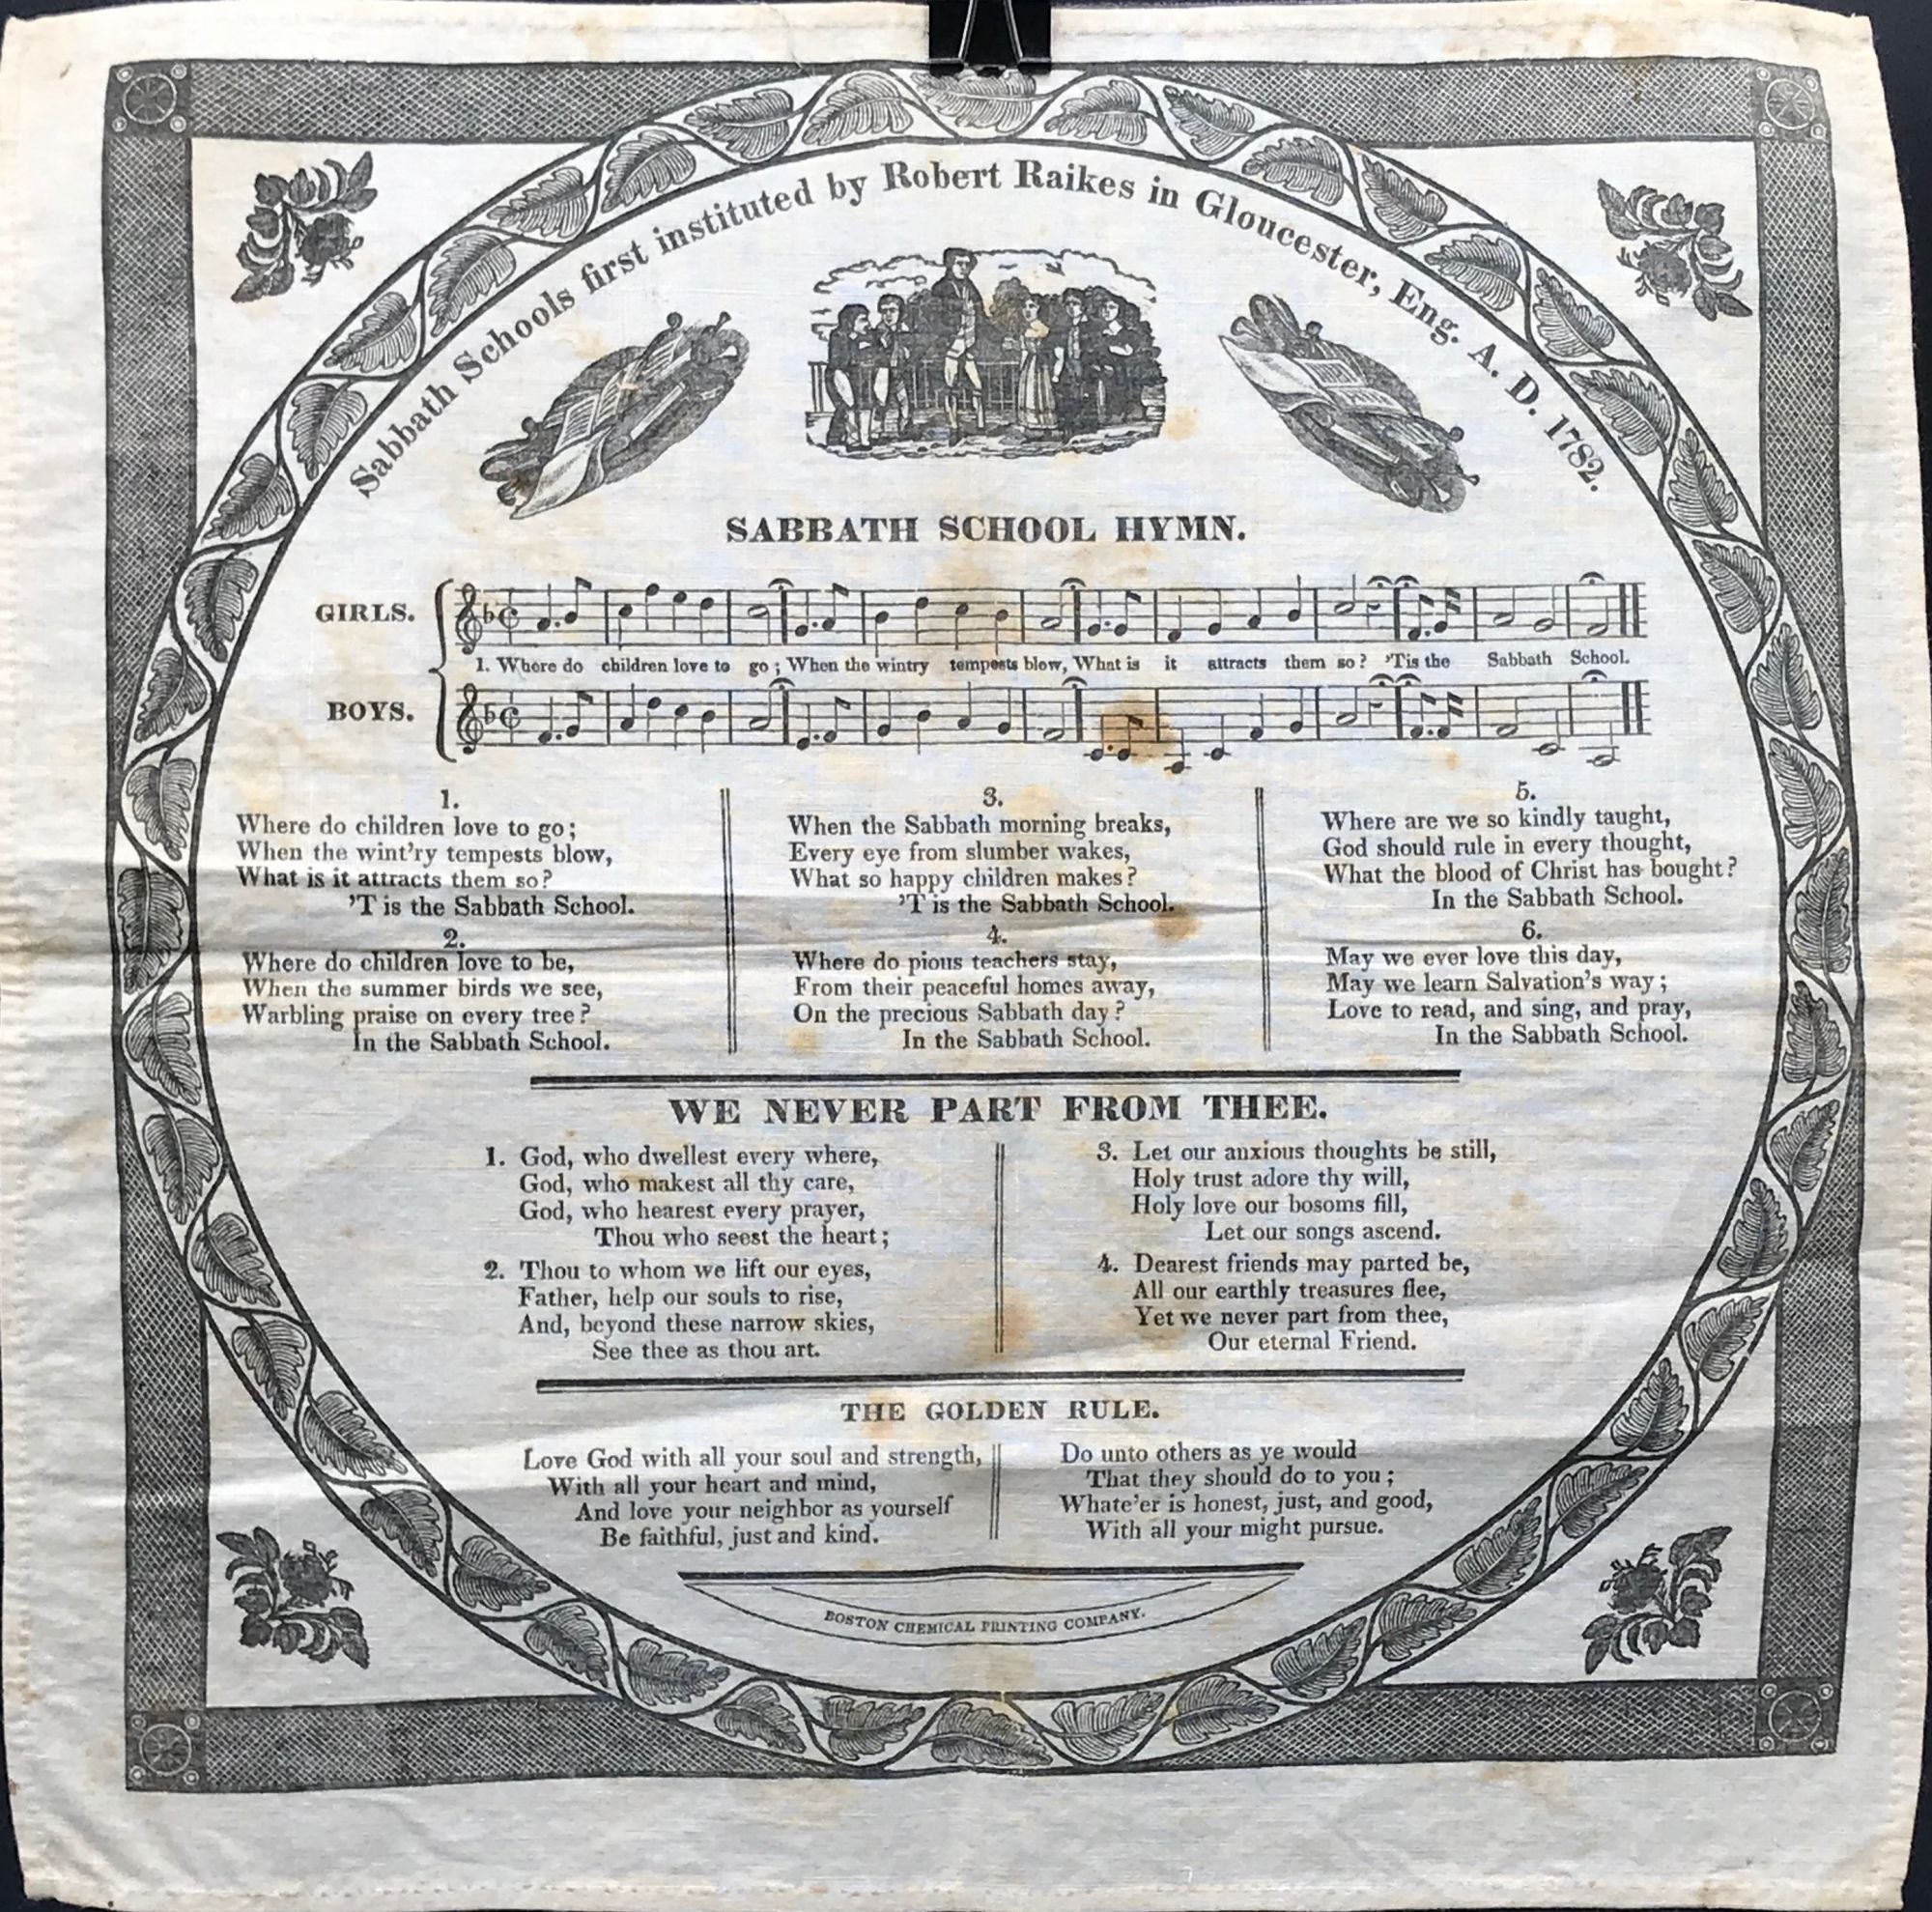 Sabbath Schools first instituted by Robert Raikes in Gloucester, Eng. A. D. 1782.
SABBATH SCHOOL HYMN.
GIRLS.
1. Where do children love to go; When the wintry tempests blow, What is it attracts them so? 'Tis the Sabbath School.
BOYS.
1.
Where do children love to go;
When the wint'ry tempests blow,
What is it attracts them so?
'T is the Sabbath School.
2.
Where do children love to be,
When the summer birds we see,
Warbling praise on every tree?
In the Sabbath School.
3.
When the Sabbath morning breaks,
Every eye from slumber wakes,
What so happy children makes?
'T is the Sabbath School.
4.
Where do pious teachers stay,
From their peaceful homes away,
On the precious Sabbath day?
In the Sabbath School.
5.
Where are we so kindly taught,
God should rule in every thought,
What the blood of Christ has bought?
In the Sabbath School.
6.
May we ever love this day,
May we learn Salvation's way;
Love to read, and sing, and pray,
In the Sabbath School.
WE NEVER PART FROM THEE.
1. God, who dwellest every where,
God, who makest all thy care,
God, who hearest every prayer,
Thou who seest the heart;
2. Thou to whom we lift our eyes,
Father, help our souls to rise,
And, beyond these narrow skies,
See thee as thou art.
3. Let our anxious thoughts be still,
Holy trust adore thy will,
Holy love our bosoms fill,
Let our songs ascend.
4. Dearest friends may parted be,
All our earthly treasures flee,
Yet we never part from thee,
Our eternal Friend.
THE GOLDEN RULE.
Love God with all your soul and strength,
With all your heart and mind,
And love your neighbor as yourself
Be faithful, just and kind.
Do unto others as ye would
That they should do to you;
Whate'er is honest, just, and good,
With all your might pursue.
BOSTON CHEMICAL PRINTING COMPANY.